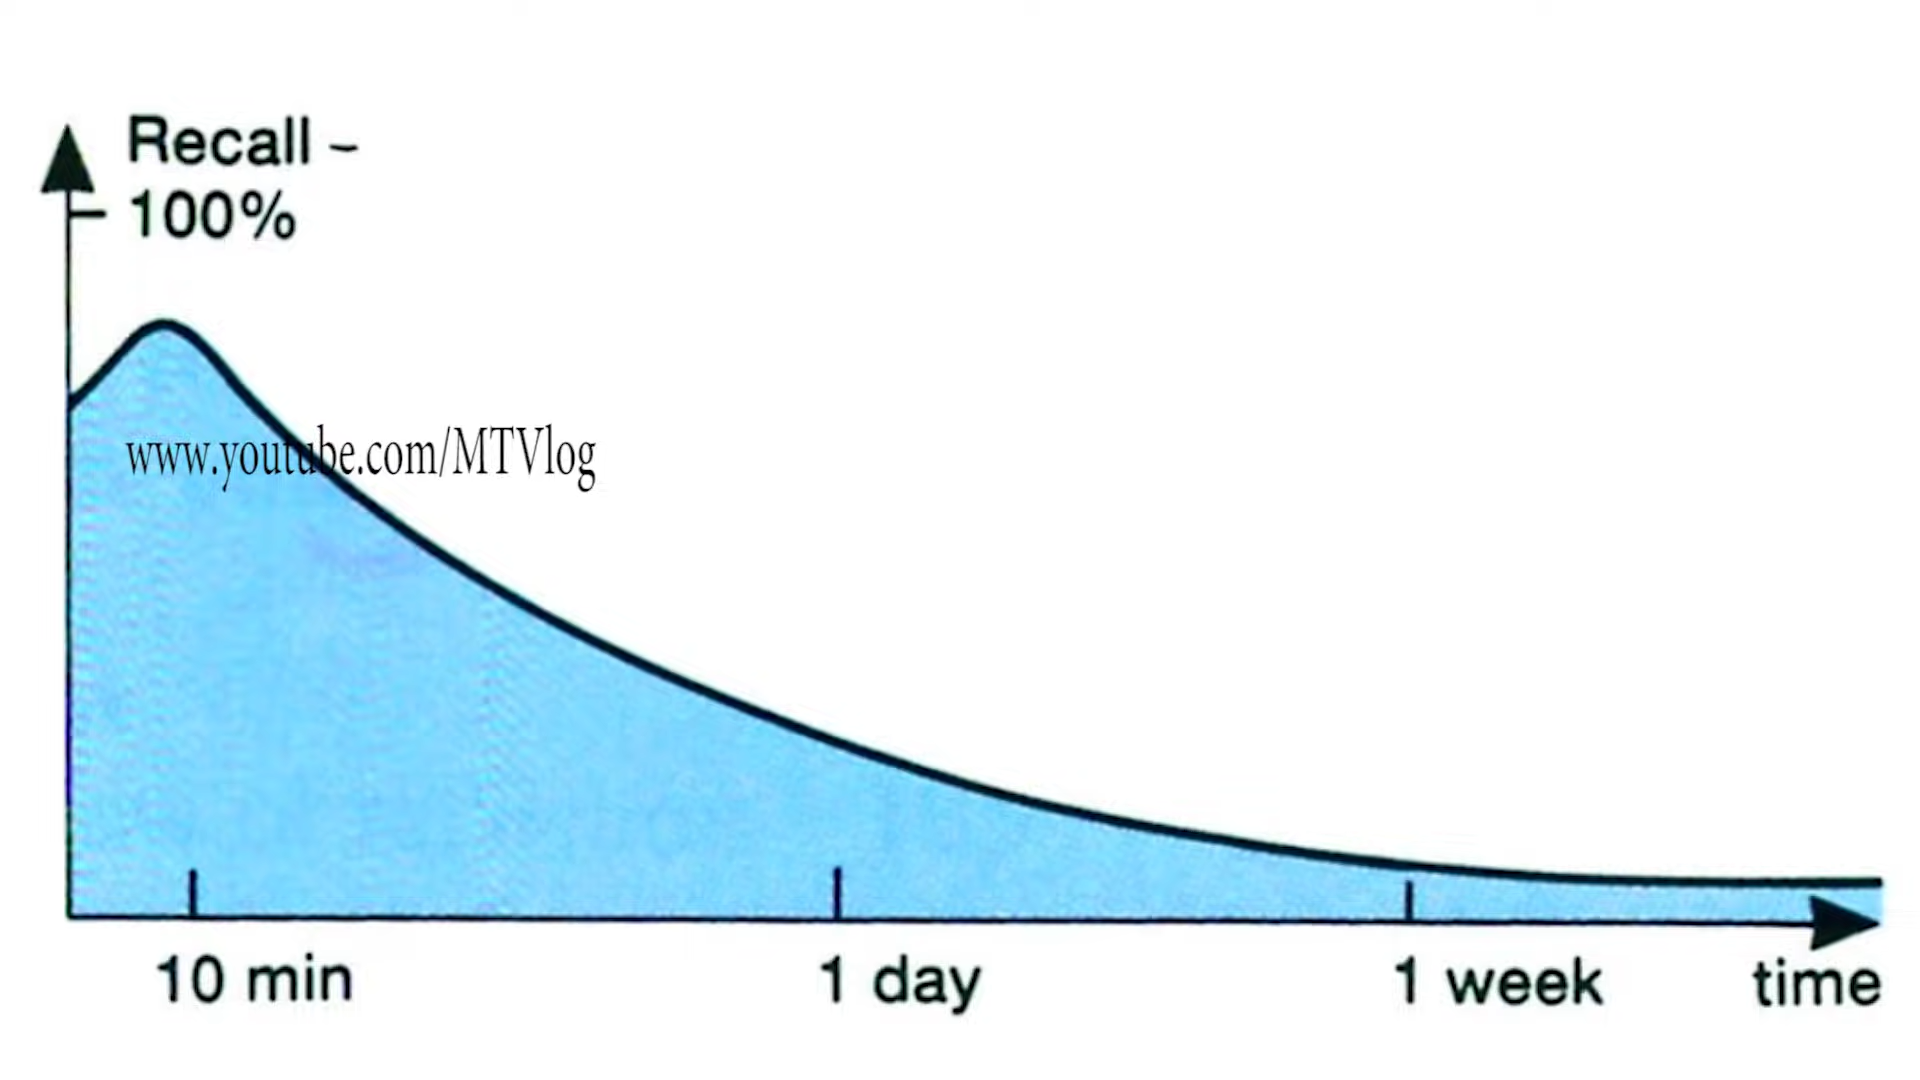 Recall –
100%
www.youtube.com/MTVlog
10 min
1 day
1 week
time